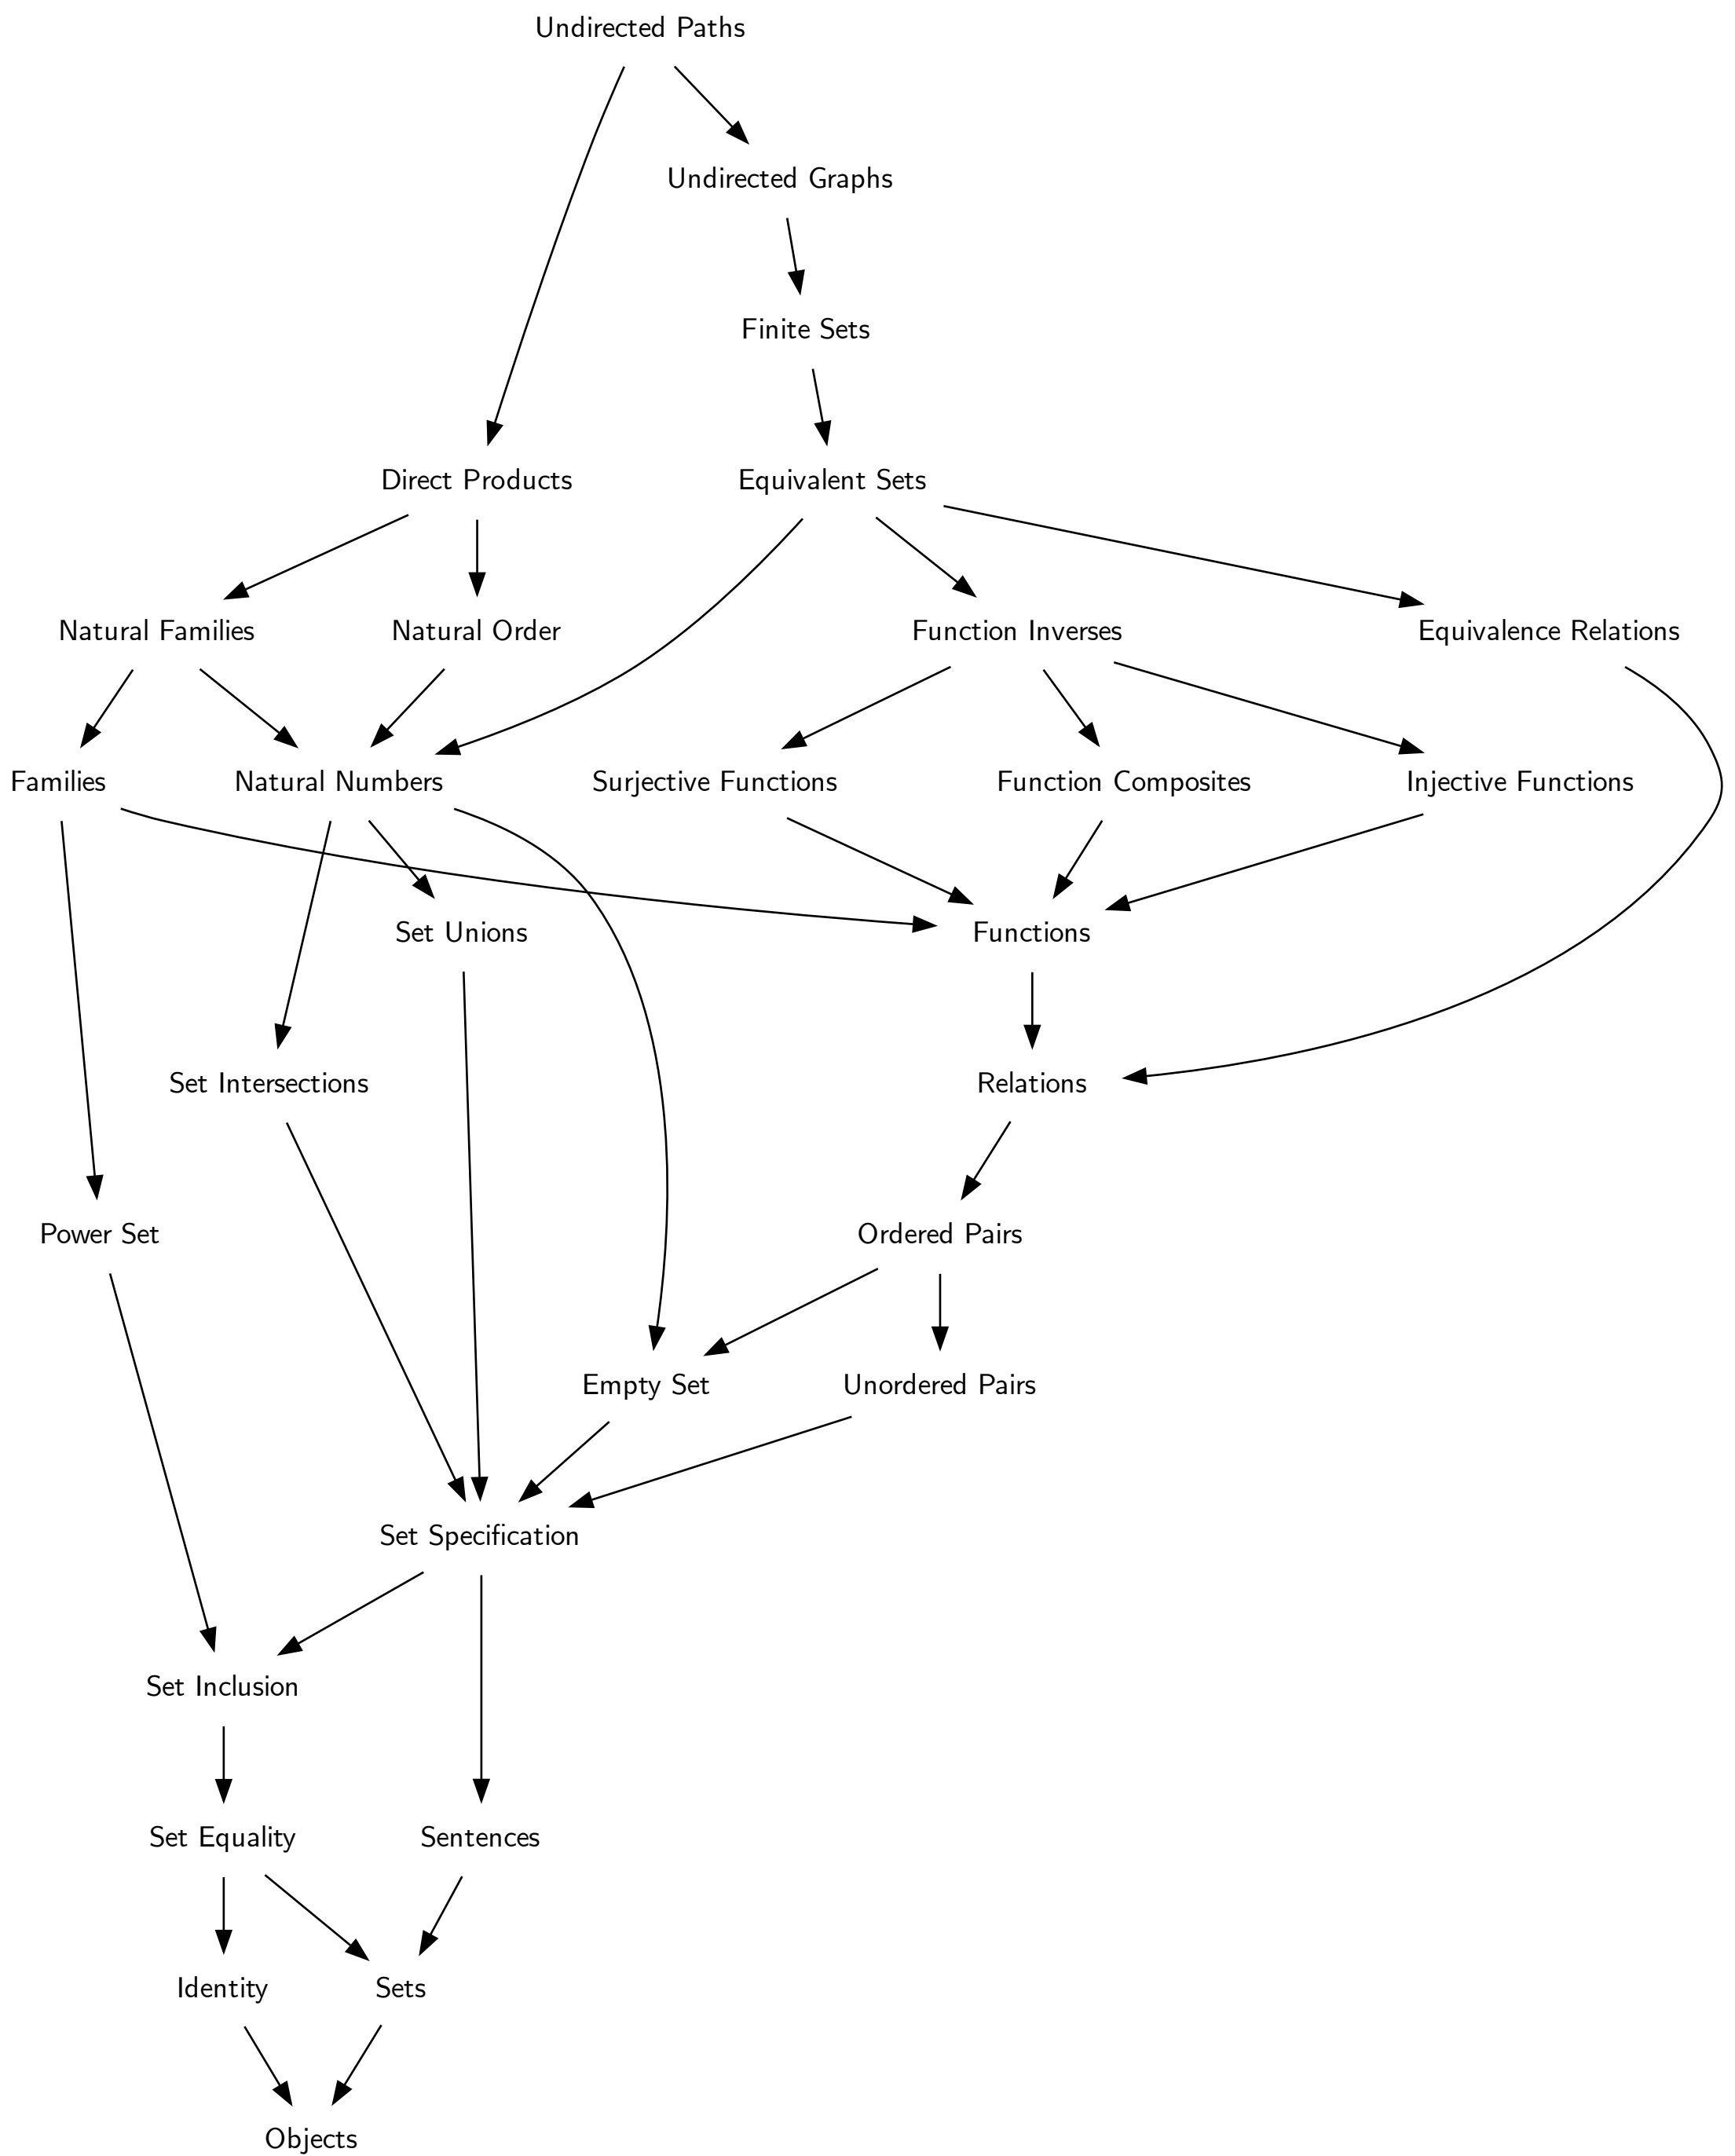 Undirected Paths
Undirected Graphs
Finite Sets
Direct Products
Equivalent Sets
Natural Families
Natural Order
Function Inverses
Equivalence Relations
Families
Natural Numbers
Surjective Functions
Function Composites
Injective Functions
Set Unions
Functions
Set Intersections
Relations
Power Set
Ordered Pairs
Empty Set
Unordered Pairs
Set Specification
Set Inclusion
Set Equality
Sentences
Identity
Sets
Objects